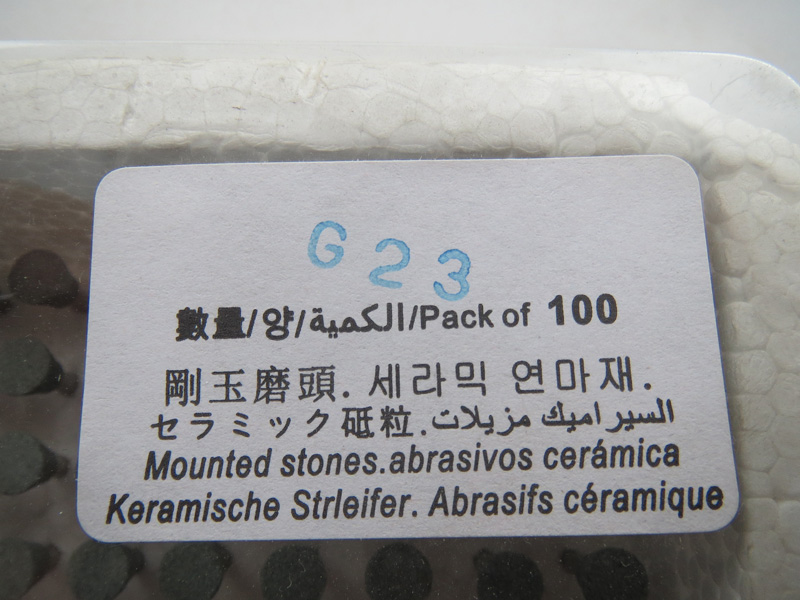 G23
數量/양/الكمية/Pack of 100
剛玉磨頭. 세라믹 연마재.
セラミック砥粒.السيراميك مزيلات
Mounted stones.abrasivos cerámica
Keramische Strleifer. Abrasifs céramique